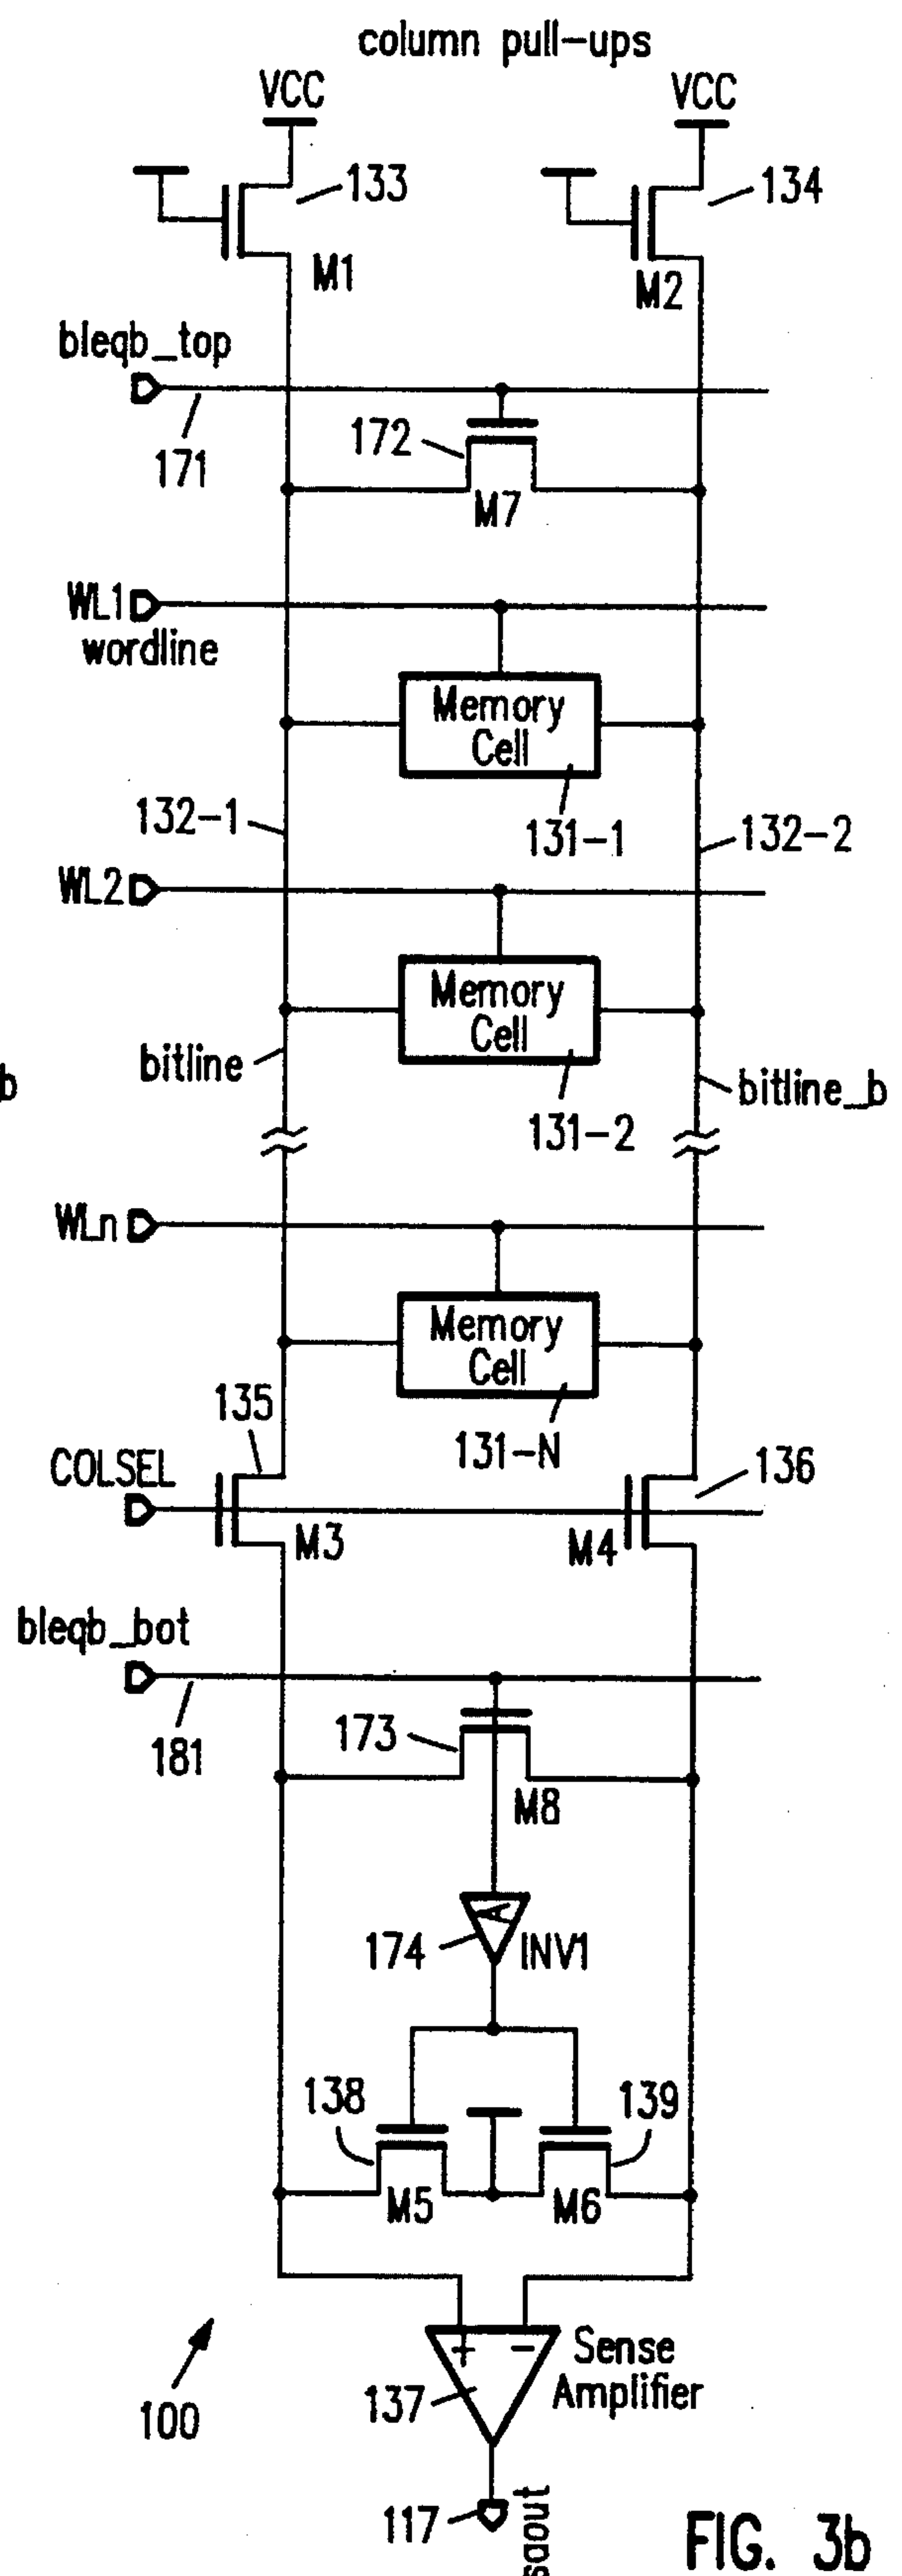 column pull-ups
VCC
VCC
133
134
M1
M2
bleqb_top
171
172
M7
WL1
wordline
Memory
Cell
131-1
132-1
132-2
WL2
Memory
Cell
131-2
bitline
bitline_b
b
WLn
Memory
Cell
131-N
135
136
COLSEL
M3
M4
bleqb_bot
181
173
M8
A
174
INV1
138
139
M5
M6
+
-
Sense
Amplifier
137
100
117
saout
FIG. 3b